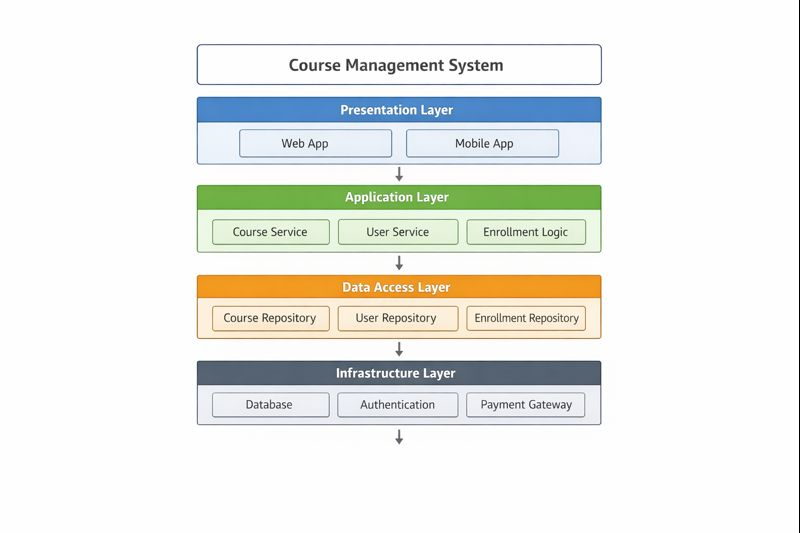 Course Management System
Presentation Layer
Web App
Mobile App
Application Layer
Course Service
User Service
Enrollment Logic
Data Access Layer
Course Repository
User Repository
Enrollment Repository
Infrastructure Layer
Database
Authentication
Payment Gateway